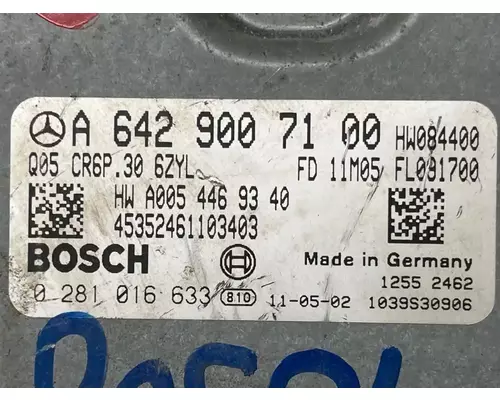 A 642 900 71 00 HW084400
Q05 CR6P.30 6ZYL FD 11M05 FL091700
HW A005 446 93 40
45352461103403
BOSCH Made in Germany
1255 2462
0 281 016 633 810 11-05-02 1039S30906